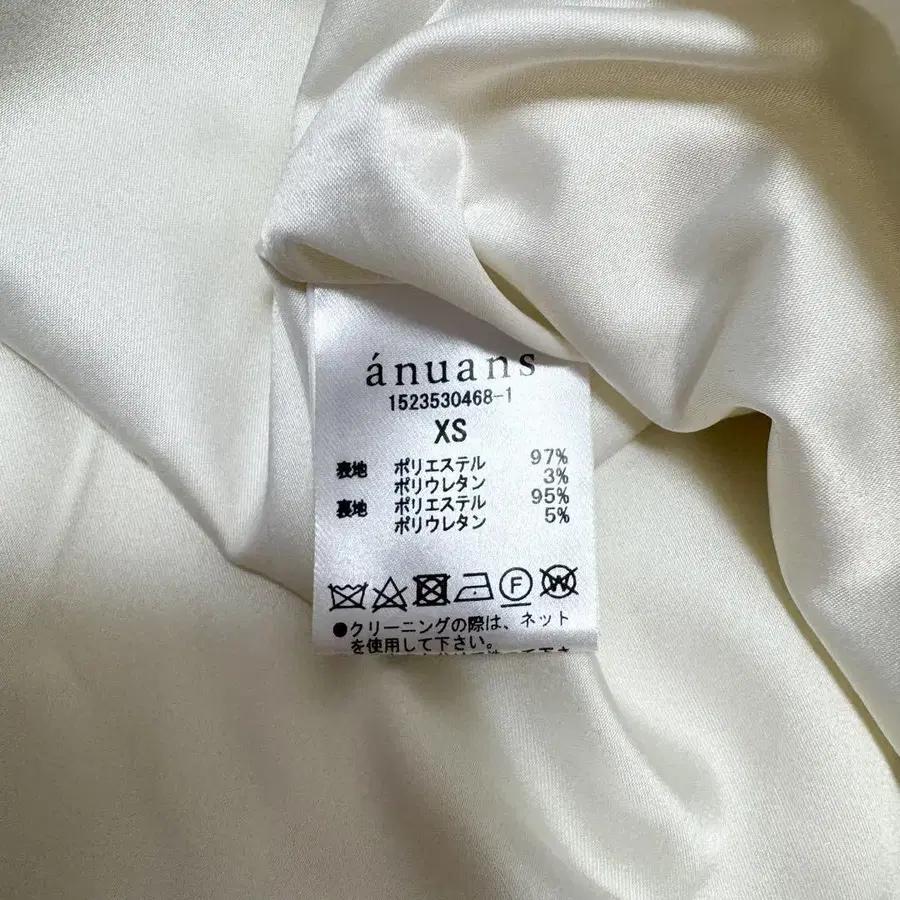 ánuans
1523530468-1
XS
表地 ポリエステル 97%
ポリウレタン 3%
裏地 ポリエステル 95%
ポリウレタン 5%
F
W
●クリーニングの際は、ネット
を使用して下さい。